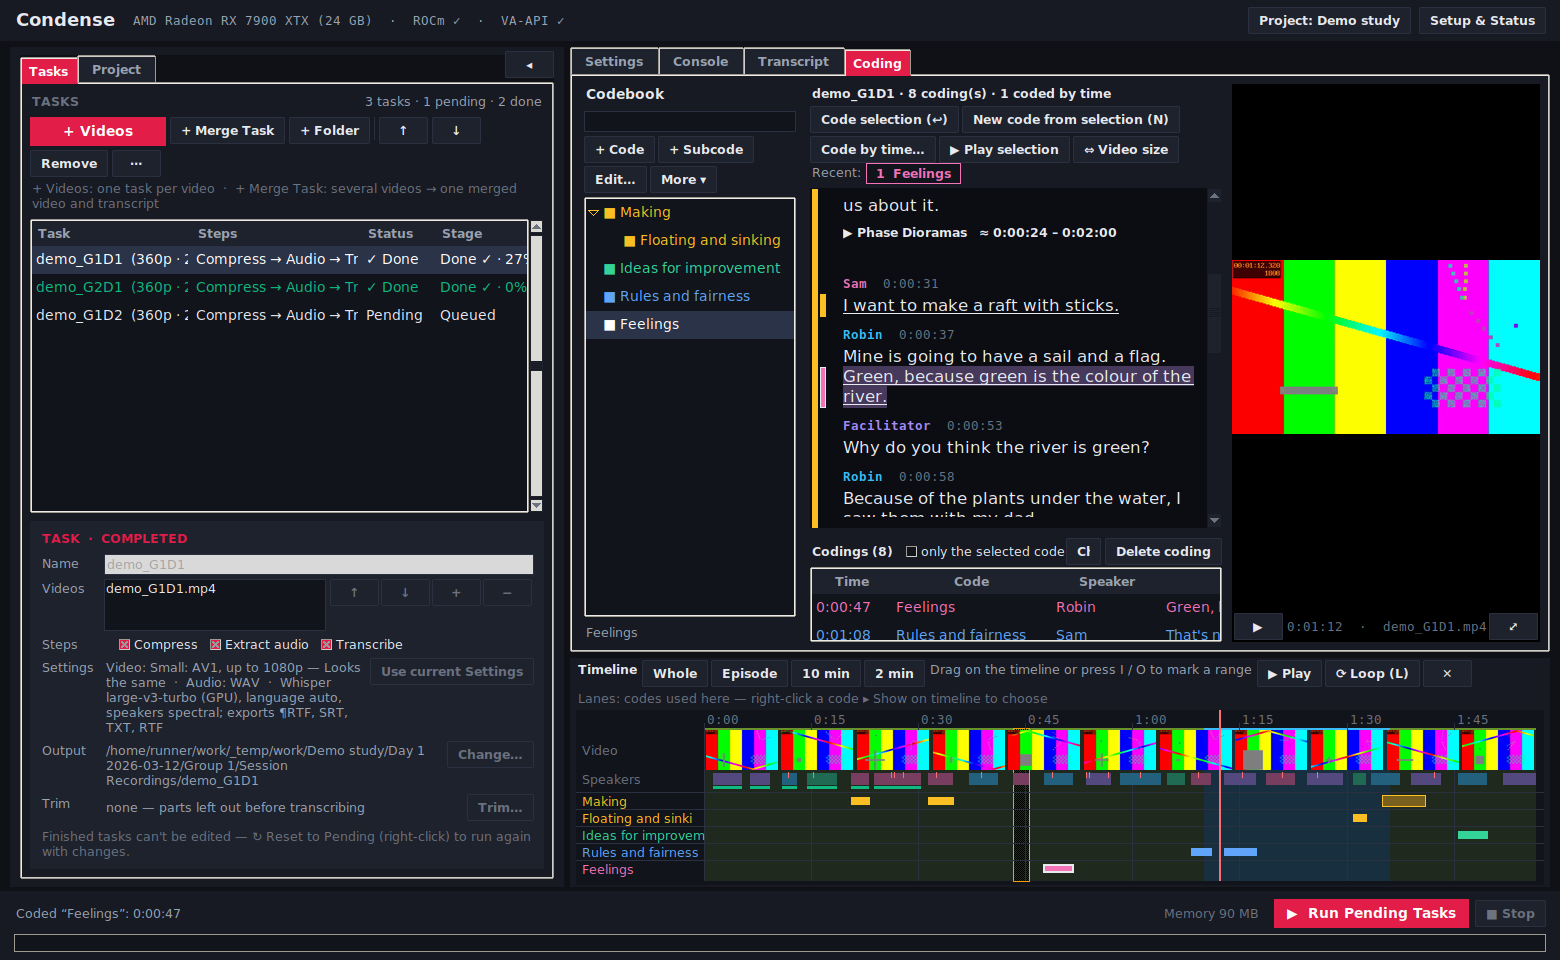 Condense AMD Radeon RX 7900 XTX (24 GB) · ROCm ✓ · VA-API ✓
Project: Demo study Setup & Status
Tasks Project ◂
TASKS 3 tasks · 1 pending · 2 done
+ Videos + Merge Task + Folder ↑ ↓
Remove ⋯
+ Videos: one task per video · + Merge Task: several videos → one merged
video and transcript
Task Steps Status Stage
demo_G1D1 (360p · 2 Compress → Audio → Tr ✓ Done Done ✓ · 27%
demo_G2D1 (360p · 2 Compress → Audio → Tr ✓ Done Done ✓ · 0%
demo_G1D2 (360p · 2 Compress → Audio → Tr Pending Queued
TASK · COMPLETED
Name demo_G1D1
Videos demo_G1D1.mp4 ↑ ↓ + −
Steps Compress Extract audio Transcribe
Settings Video: Small: AV1, up to 1080p — Looks
the same · Audio: WAV · Whisper
large-v3-turbo (GPU), language auto,
speakers spectral; exports ¶RTF, SRT,
TXT, RTF
Use current Settings
Output /home/runner/work/_temp/work/Demo study/Day 1
2026-03-12/Group 1/Session
Recordings/demo_G1D1
Change…
Trim none — parts left out before transcribing Trim…
Finished tasks can't be edited — ↻ Reset to Pending (right-click) to run again
with changes.
Settings Console Transcript Coding
Codebook
+ Code + Subcode
Edit… More ▾
Making
Floating and sinking
Ideas for improvement
Rules and fairness
Feelings
Feelings
demo_G1D1 · 8 coding(s) · 1 coded by time
Code selection (↩) New code from selection (N)
Code by time… ▶ Play selection ⇔ Video size
Recent: 1 Feelings
us about it.
▶ Phase Dioramas ≈ 0:00:24 – 0:02:00
Sam 0:00:31
I want to make a raft with sticks.
Robin 0:00:37
Mine is going to have a sail and a flag.
Green, because green is the colour of the
river.
Facilitator 0:00:53
Why do you think the river is green?
Robin 0:00:58
Because of the plants under the water, I
saw them with my dad.
Codings (8) only the selected code Delete coding
Time Code Speaker
0:00:47 Feelings Robin Green,
0:01:08 Rules and fairness Sam That's n
00:01:12.320
1808
▶ 0:01:12 · demo_G1D1.mp4 ⤢
Timeline Whole Episode 10 min 2 min Drag on the timeline or press I / O to mark a range ▶ Play ⟳ Loop (L) ✕
Lanes: codes used here — right-click a code ▸ Show on timeline to choose
0:00 0:15 0:30 0:45 1:00 1:15 1:30 1:45
Video
Speakers
Making
Floating and sinki
Ideas for improvem
Rules and fairness
Feelings
Coded “Feelings”: 0:00:47
Memory 90 MB ▶ Run Pending Tasks ■ Stop